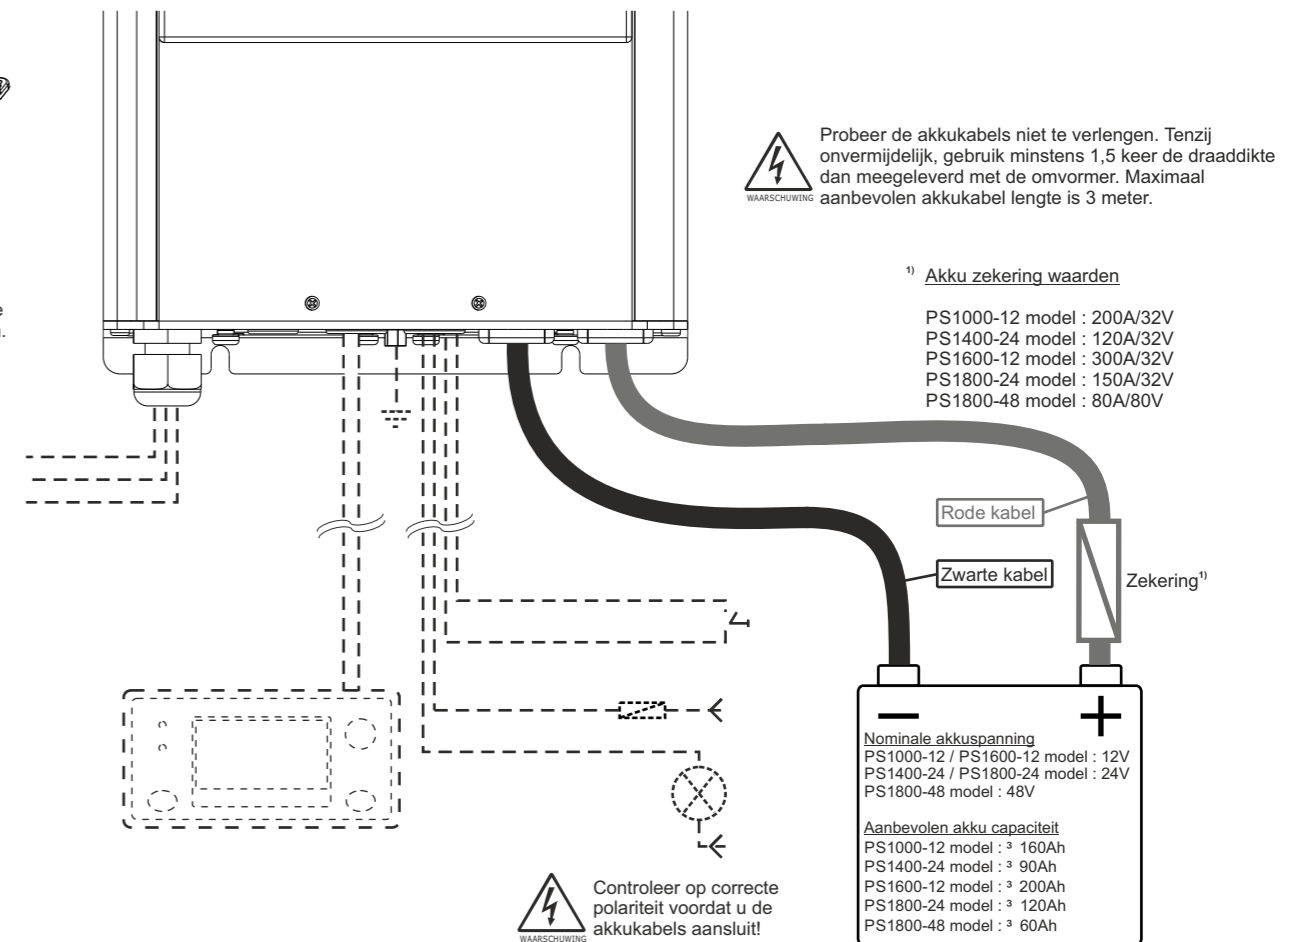 Probeer de akkukabels niet te verlengen. Tenzij
onvermijdelijk, gebruik minstens 1,5 keer de draaddikte
dan meegeleverd met de omvormer. Maximaal
aanbevolen akkukabel lengte is 3 meter.
WAARSCHUWING
¹⁾ Akku zekering waarden
PS1000-12 model : 200A/32V
PS1400-24 model : 120A/32V
PS1600-12 model : 300A/32V
PS1800-24 model : 150A/32V
PS1800-48 model : 80A/80V
Rode kabel
Zwarte kabel
Zekering¹⁾
Nominale akkuspanning
PS1000-12 / PS1600-12 model : 12V
PS1400-24 / PS1800-24 model : 24V
PS1800-48 model : 48V
Aanbevolen akku capaciteit
PS1000-12 model : ³ 160Ah
PS1400-24 model : ³ 90Ah
PS1600-12 model : ³ 200Ah
PS1800-24 model : ³ 120Ah
PS1800-48 model : ³ 60Ah
Controleer op correcte
polariteit voordat u de
akkukabels aansluit!
WAARSCHUWING